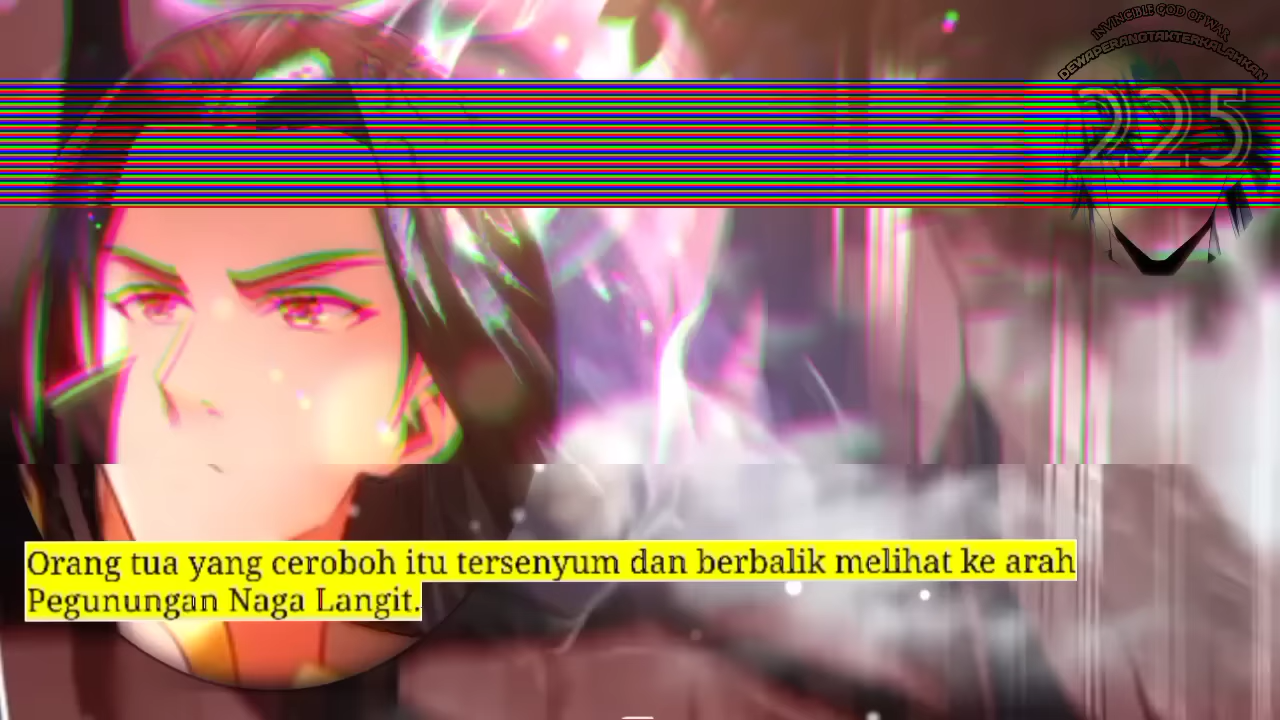 INVINCIBLE GOD OF WAR
DEWAPERANGTAKTERKALAHKAN
225
Orang tua yang ceroboh itu tersenyum dan berbalik melihat ke arah
Pegunungan Naga Langit.